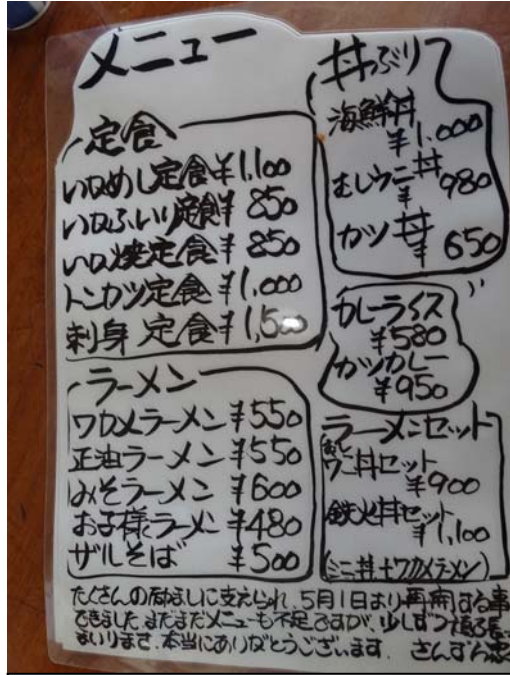 メニュー
定食
いわめし定食 ¥1,100
いわふいり定食 ¥850
いわ焼定食 ¥850
トンカツ定食 ¥1,000
刺身定食 ¥1,500
ラーメン
ワカメラーメン ¥550
正油ラーメン ¥550
みそラーメン ¥600
お子様ラーメン ¥480
ザルそば ¥500
丼ぶり
海鮮丼
¥1,000
むしウニ丼
¥980
カツ丼
¥650
カレーライス
¥580
カツカレー
¥950
ラーメンセット
ウニ丼セット
¥900
鉄火丼セット
¥1,100
(ミニ丼+ワカメラーメン)
たくさんの に支えられ、5月1日より再開する事
できました。まだまだメニューも不足ですが、少しずつ頑張って
まいります。本当にありがとうございます。